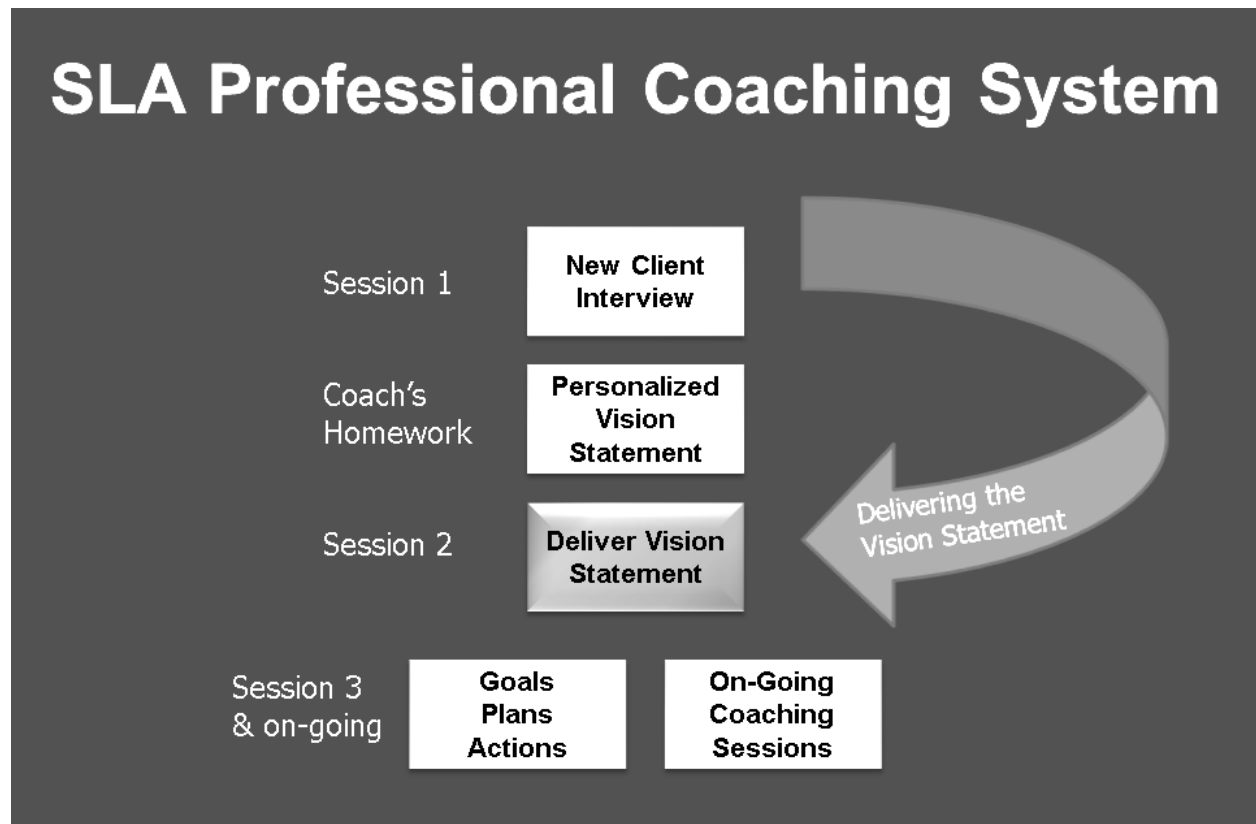 SLA Professional Coaching System
Session 1
New Client
Interview
Coach's
Homework
Personalized
Vision
Statement
Session 2
Deliver Vision
Statement
Delivering the
Vision Statement
Session 3
& on-going
Goals
Plans
Actions
On-Going
Coaching
Sessions